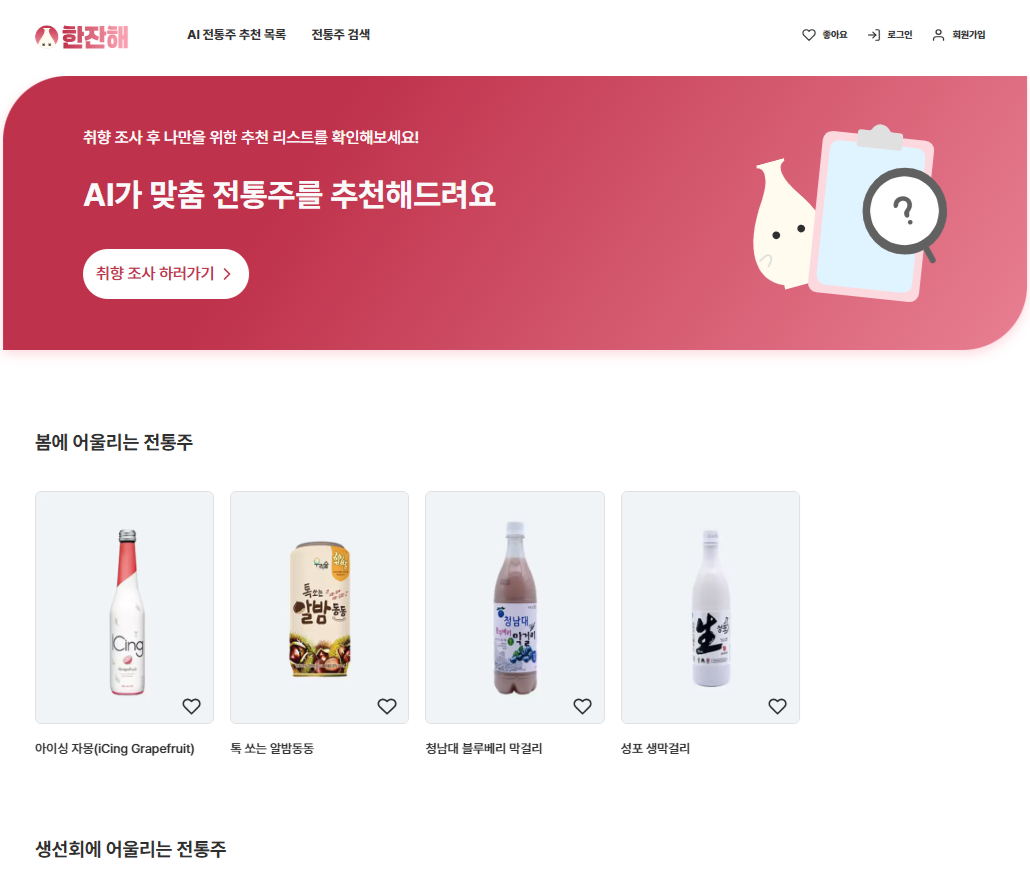 한잔해
AI 전통주 추천 목록 전통주 검색
좋아요 로그인 회원가입
취향 조사 후 나만을 위한 추천 리스트를 확인해보세요!
AI가 맞춤 전통주를 추천해드려요
취향 조사 하러가기
?
봄에 어울리는 전통주
iCing
톡쏘는
알밤동동
청남대
막걸리
生
아이싱 자몽(iCing Grapefruit) 톡 쏘는 알밤동동 청남대 블루베리 막걸리 성포 생막걸리
생선회에 어울리는 전통주